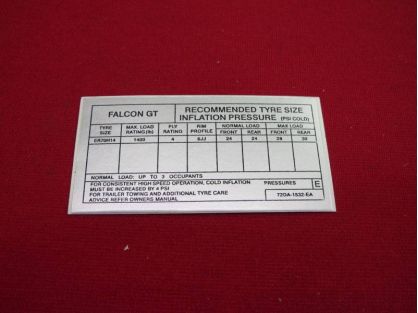 FALCON GT
RECOMMENDED TYRE SIZE
INFLATION PRESSURE (PSI COLD)
TYRE SIZE MAX. LOAD RATING(lb) PLY RATING RIM PROFILE NORMAL LOAD FRONT REAR MAX LOAD FRONT REAR
ER70H14 1400 4 6JJ 24 24 28 30
NORMAL LOAD: UP TO 3 OCCUPANTS
FOR CONSISTENT HIGH SPEED OPERATION, COLD INFLATION PRESSURES E
MUST BE INCREASED BY 4 PSI
FOR TRAILER TOWING AND ADDITIONAL TYRE CARE
ADVICE REFER OWNERS MANUAL 72DA-1532-EA